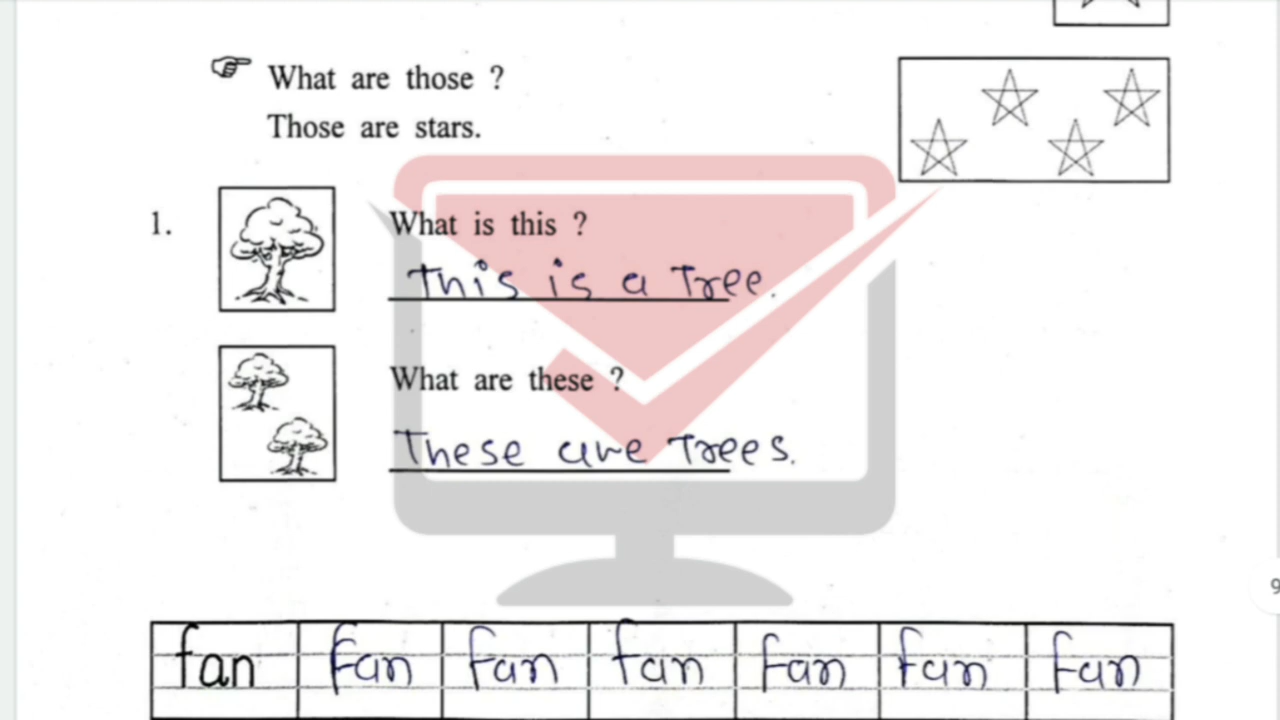 What are those ?
Those are stars.
1.
What is this ?
This is a Tree.
What are these ?
These are Trees.
fan Fan Fan fan Fan fan Fan
9